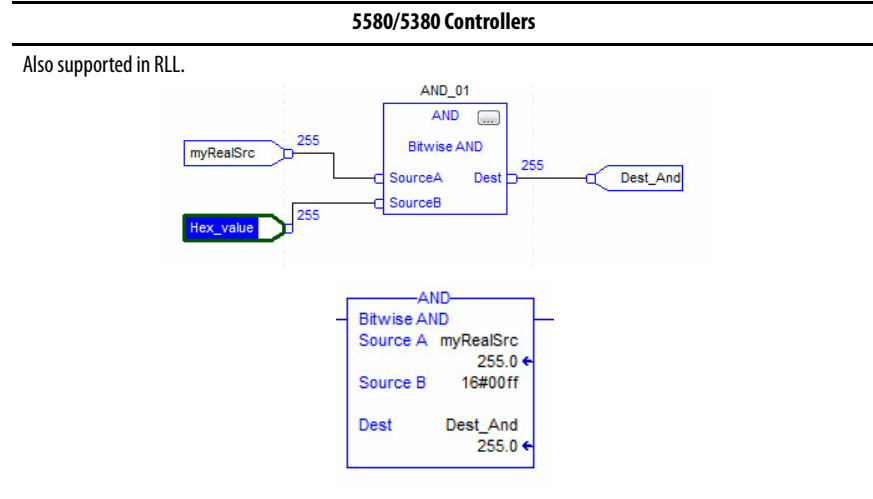 5580/5380 Controllers
Also supported in RLL.
AND_01
AND ...
Bitwise AND
myRealSrc 255
SourceA Dest 255 Dest_And
SourceB
Hex_value 255
AND
Bitwise AND
Source A myRealSrc
255.0
Source B 16#00ff
Dest Dest_And
255.0